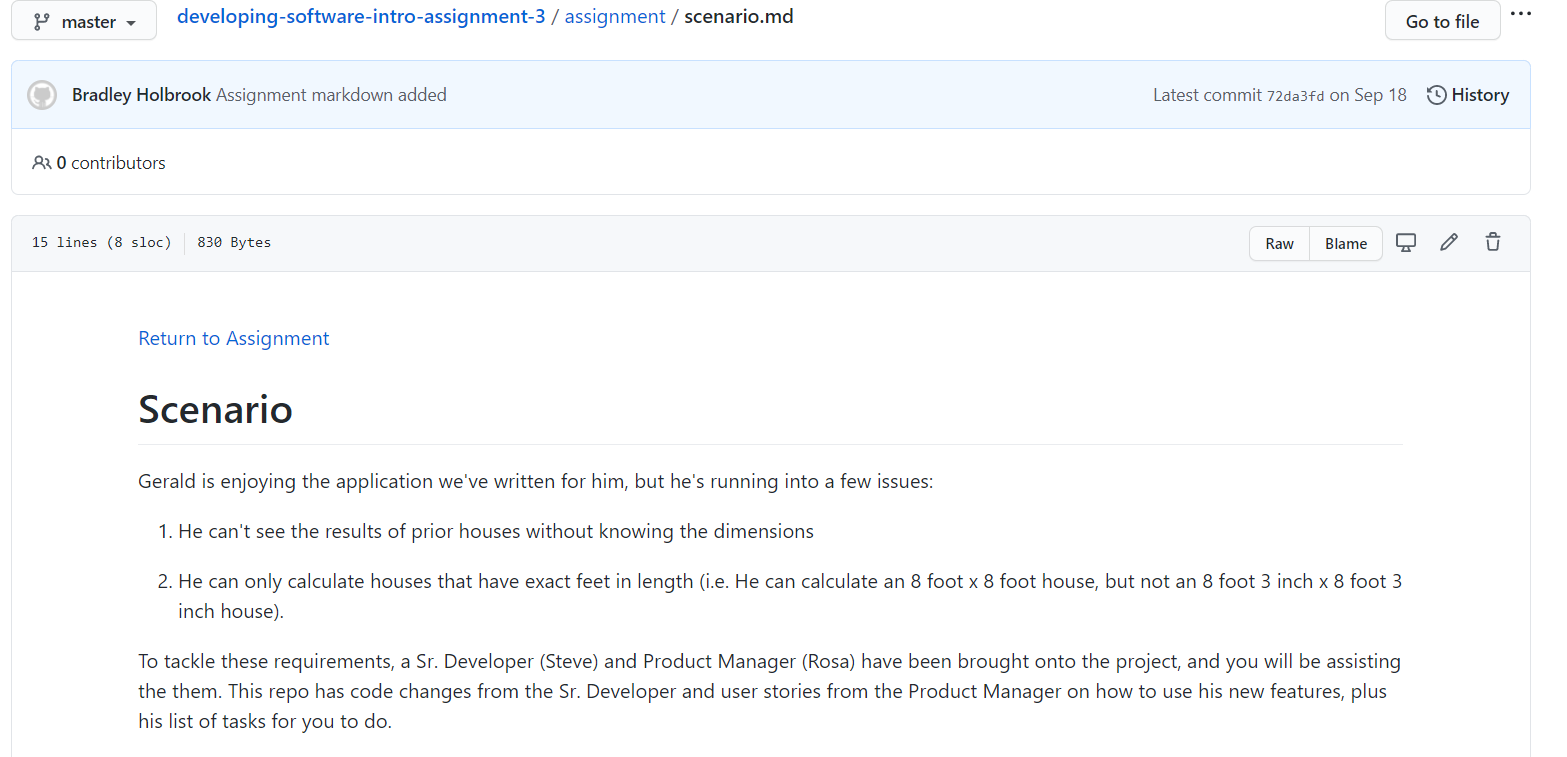 master
developing-software-intro-assignment-3 / assignment / scenario.md
Go to file
...
Bradley Holbrook Assignment markdown added
Latest commit 72da3fd on Sep 18
History
0 contributors
15 lines (8 sloc)
830 Bytes
Raw
Blame
Return to Assignment
Scenario
Gerald is enjoying the application we've written for him, but he's running into a few issues:
1. He can't see the results of prior houses without knowing the dimensions
2. He can only calculate houses that have exact feet in length (i.e. He can calculate an 8 foot x 8 foot house, but not an 8 foot 3 inch x 8 foot 3
inch house).
To tackle these requirements, a Sr. Developer (Steve) and Product Manager (Rosa) have been brought onto the project, and you will be assisting
the them. This repo has code changes from the Sr. Developer and user stories from the Product Manager on how to use his new features, plus
his list of tasks for you to do.